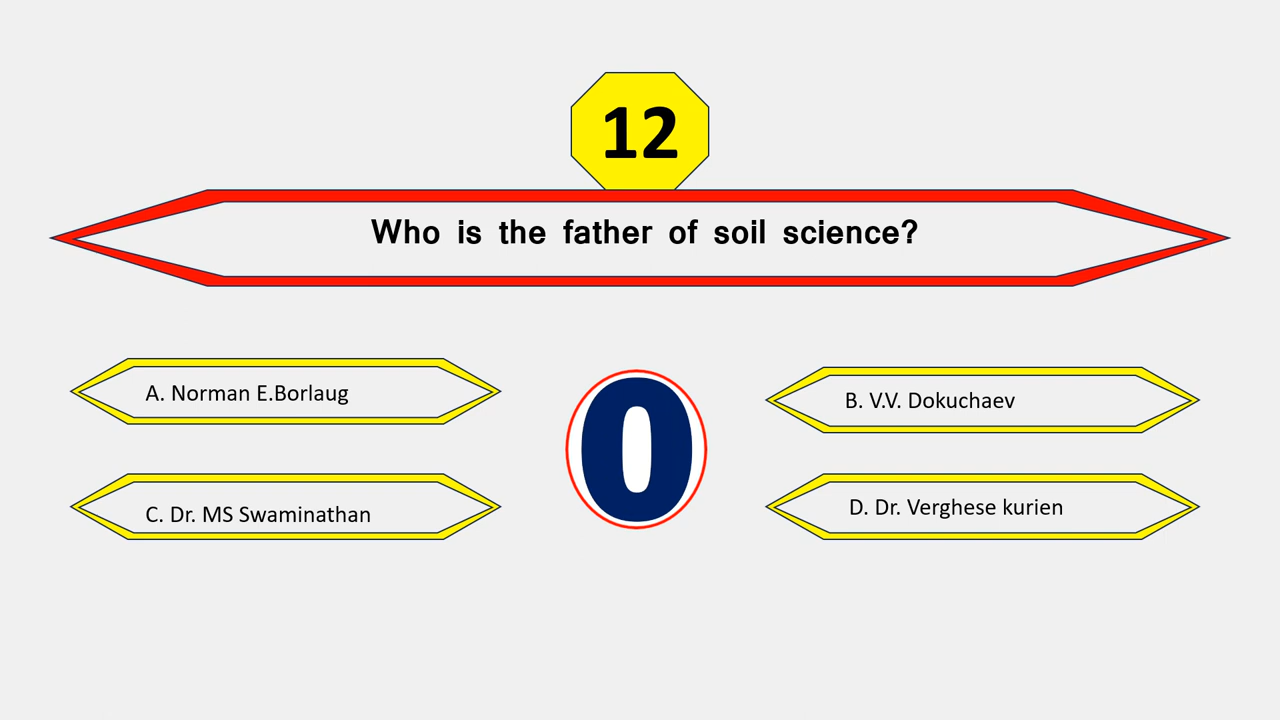 12
Who is the father of soil science?
A. Norman E.Borlaug
B. V.V. Dokuchaev
0
C. Dr. MS Swaminathan
D. Dr. Verghese kurien